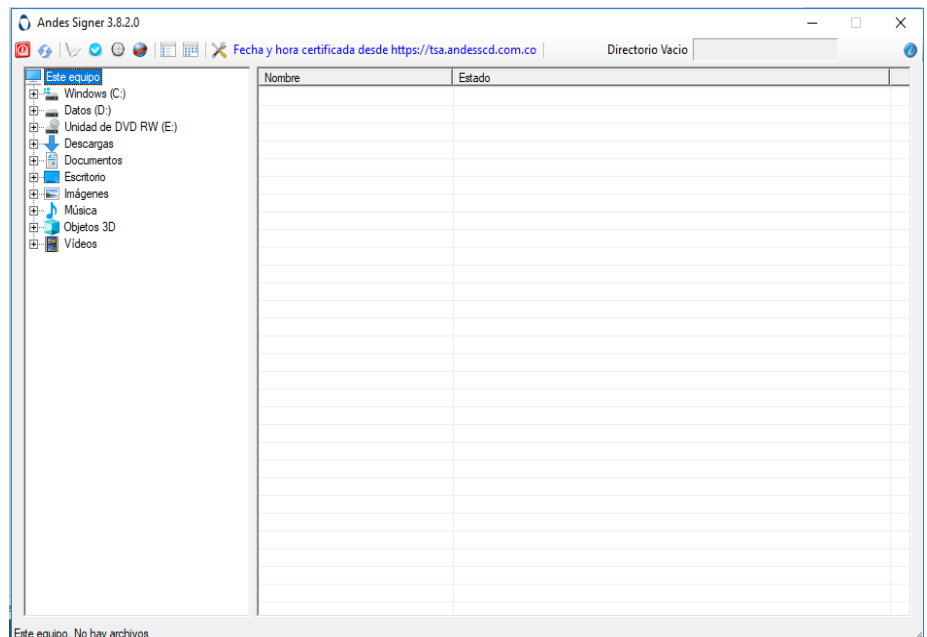 Andes Signer 3.8.2.0
Fecha y hora certificada desde https://tsa.andesscd.com.co
Directorio Vacio
Este equipo
Windows (C:)
Datos (D:)
Unidad de DVD RW (E:)
Descargas
Documentos
Escritorio
Imágenes
Música
Objetos 3D
Vídeos
Nombre
Estado
Este equipo. No hay archivos